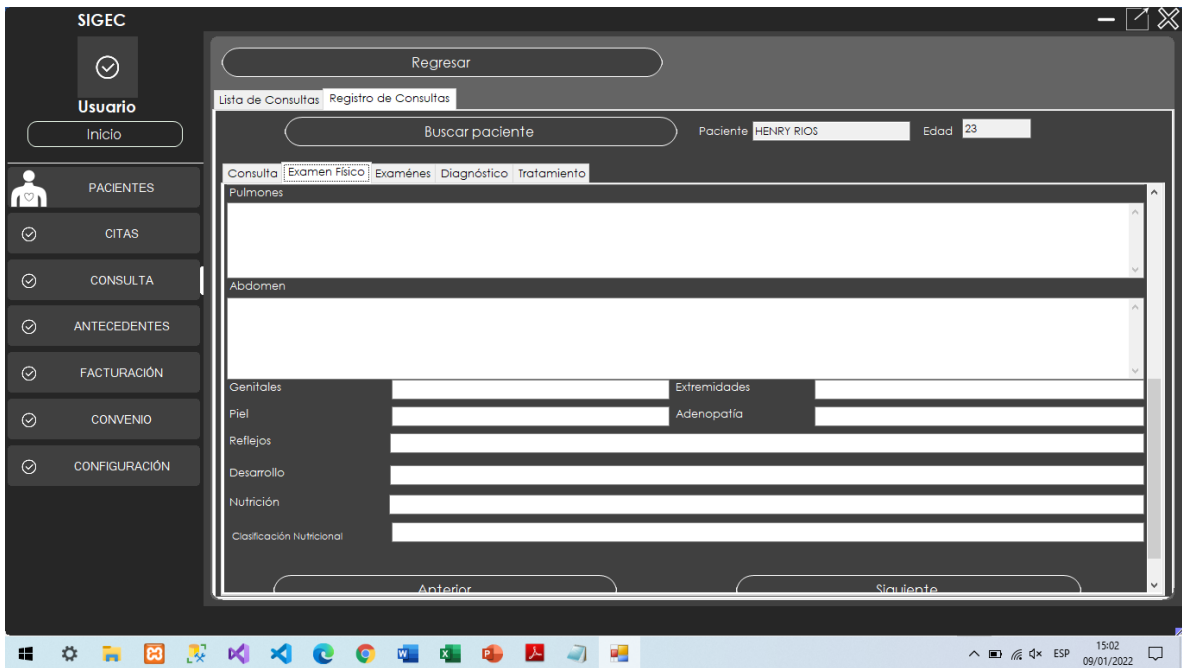 SIGEC
Usuario
Inicio
PACIENTES
CITAS
CONSULTA
ANTECEDENTES
FACTURACIÓN
CONVENIO
CONFIGURACIÓN
Regresar
Lista de Consultas Registro de Consultas
Buscar paciente Paciente HENRY RIOS Edad 23
Consulta Examen Físico Examénes Diagnóstico Tratamiento
Pulmones
Abdomen
Genitales Extremidades
Piel Adenopatía
Reflejos
Desarrollo
Nutrición
Clasificación Nutricional
Anterior Siguiente
ESP 15:02
09/01/2022